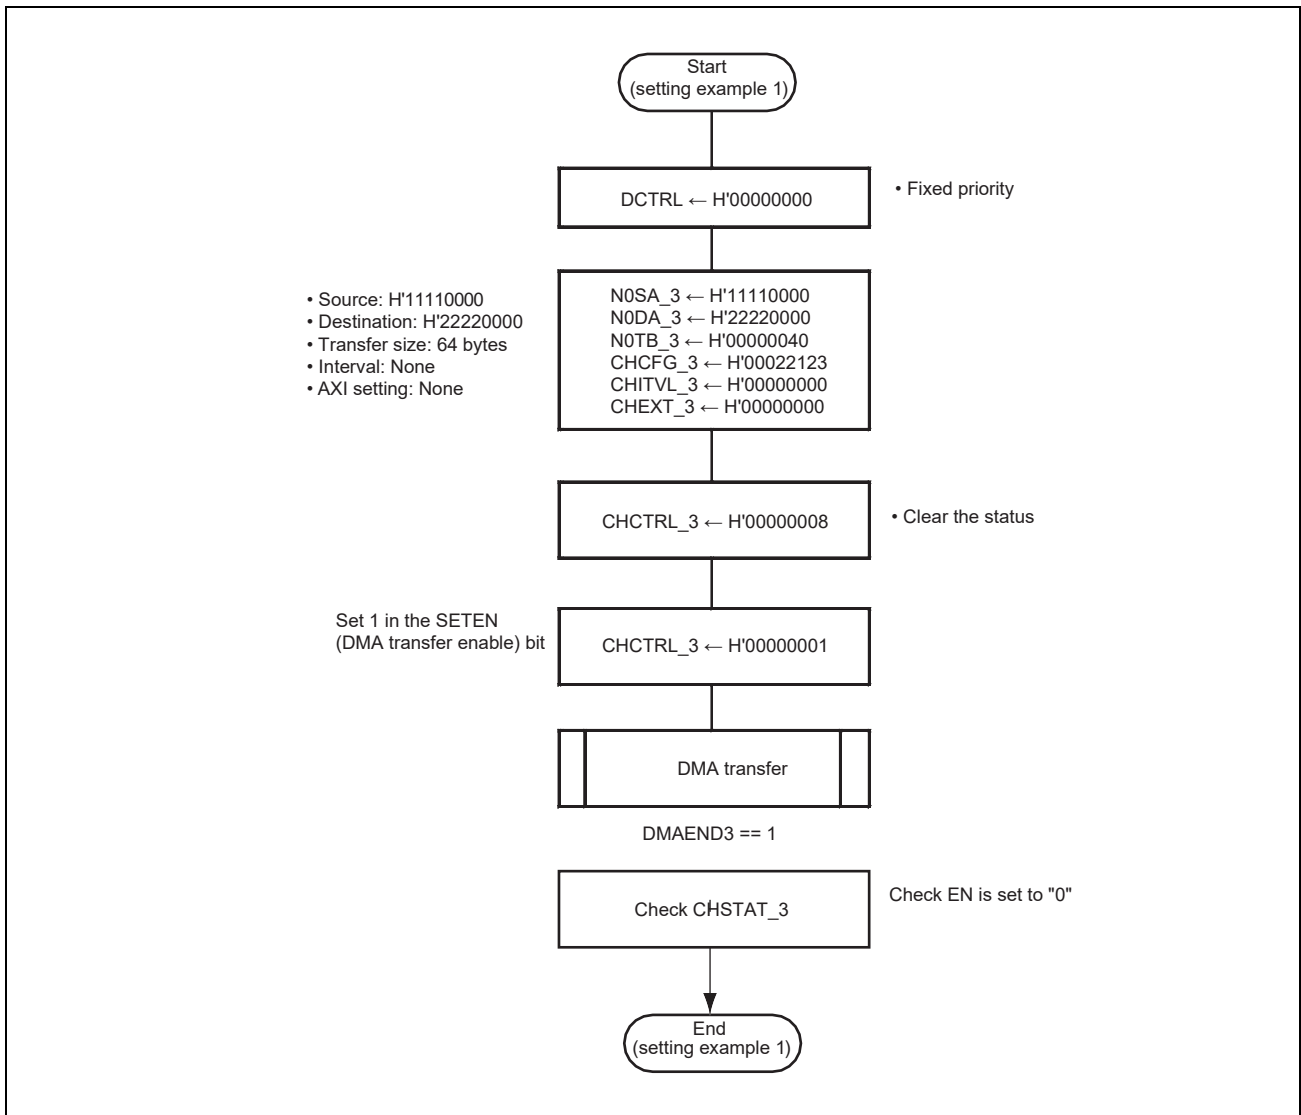 Start
(setting example 1)
DCTRL ← H'00000000
• Fixed priority
• Source: H'11110000
• Destination: H'22220000
• Transfer size: 64 bytes
• Interval: None
• AXI setting: None
N0SA_3 ← H'11110000
N0DA_3 ← H'22220000
N0TB_3 ← H'00000040
CHCFG_3 ← H'00022123
CHITVL_3 ← H'00000000
CHEXT_3 ← H'00000000
CHCTRL_3 ← H'00000008
• Clear the status
Set 1 in the SETEN
(DMA transfer enable) bit
CHCTRL_3 ← H'00000001
DMA transfer
DMAEND3 == 1
Check CHSTAT_3
Check EN is set to "0"
End
(setting example 1)